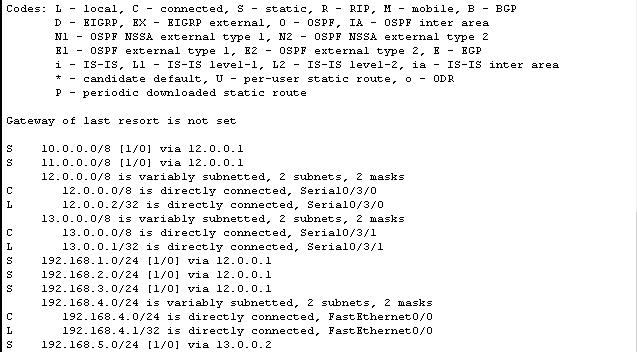 Codes: L - local, C - connected, S - static, R - RIP, M - mobile, B - BGP
D - EIGRP, EX - EIGRP external, O - OSPF, IA - OSPF inter area
N1 - OSPF NSSA external type 1, N2 - OSPF NSSA external type 2
E1 - OSPF external type 1, E2 - OSPF external type 2, E - EGP
i - IS-IS, L1 - IS-IS level-1, L2 - IS-IS level-2, ia - IS-IS inter area
* - candidate default, U - per-user static route, o - ODR
P - periodic downloaded static route
Gateway of last resort is not set
S 10.0.0.0/8 [1/0] via 12.0.0.1
S 11.0.0.0/8 [1/0] via 12.0.0.1
12.0.0.0/8 is variably subnetted, 2 subnets, 2 masks
C 12.0.0.0/8 is directly connected, Serial0/3/0
L 12.0.0.2/32 is directly connected, Serial0/3/0
13.0.0.0/8 is variably subnetted, 2 subnets, 2 masks
C 13.0.0.0/8 is directly connected, Serial0/3/1
L 13.0.0.1/32 is directly connected, Serial0/3/1
S 192.168.1.0/24 [1/0] via 12.0.0.1
S 192.168.2.0/24 [1/0] via 12.0.0.1
S 192.168.3.0/24 [1/0] via 12.0.0.1
192.168.4.0/24 is variably subnetted, 2 subnets, 2 masks
C 192.168.4.0/24 is directly connected, FastEthernet0/0
L 192.168.4.1/32 is directly connected, FastEthernet0/0
S 192.168.5.0/24 [1/0] via 13.0.0.2